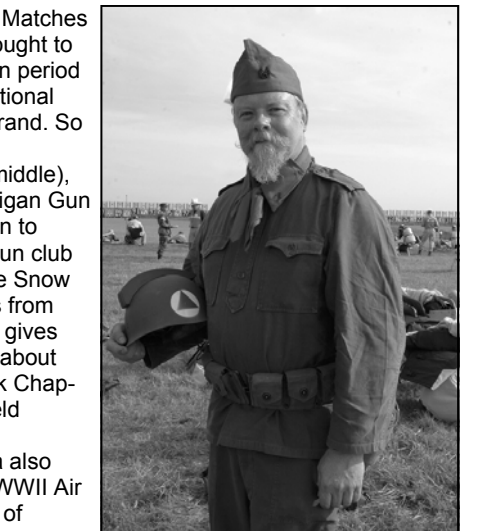 Matches
ought to
n period
tional
rand. So
middle),
igan Gun
n to
un club
e Snow
s from
gives
about
k Chap-
eld
also
WWII Air
of